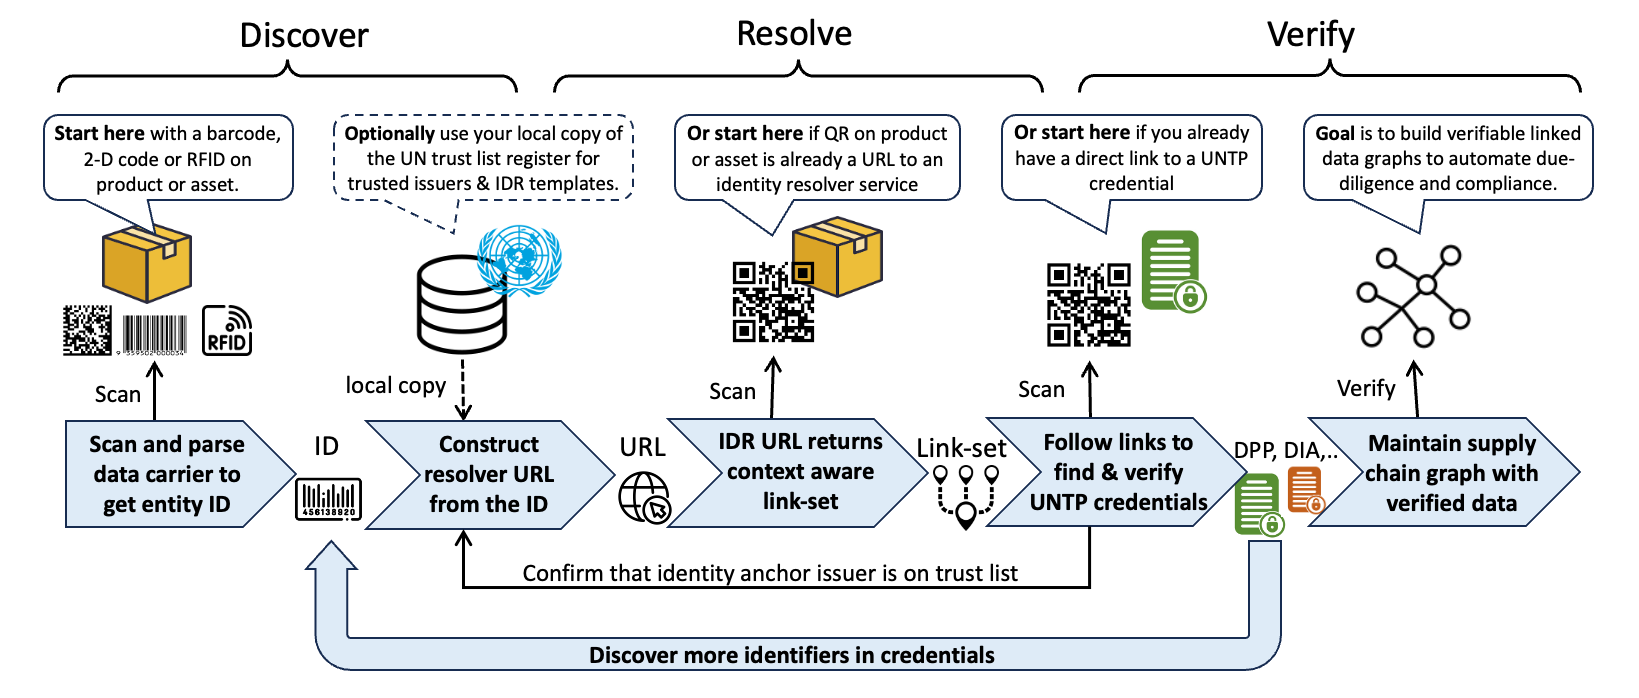 Discover
Resolve
Verify
Start here with a barcode,
2-D code or RFID on
product or asset.
Optionally use your local copy of
the UN trust list register for
trusted issuers & IDR templates.
Or start here if QR on product
or asset is already a URL to an
identity resolver service
Or start here if you already
have a direct link to a UNTP
credential
Goal is to build verifiable linked
data graphs to automate due-
diligence and compliance.
9 359502 000034
RFID
Scan
local copy
Scan
Scan
Verify
Scan and parse
data carrier to
get entity ID
ID
456138920
Construct
resolver URL
from the ID
URL
IDR URL returns
context aware
link-set
Link-set
Follow links to
find & verify
UNTP credentials
DPP, DIA,..
Maintain supply
chain graph with
verified data
Confirm that identity anchor issuer is on trust list
Discover more identifiers in credentials